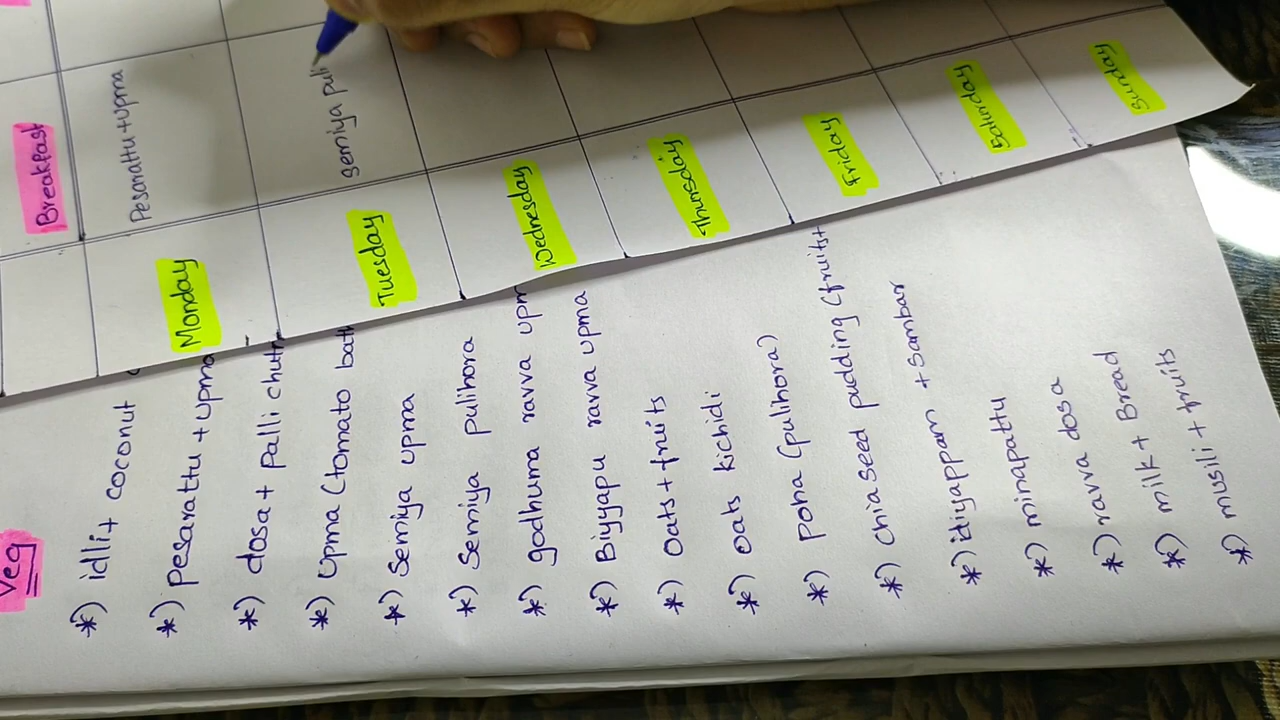 Breakfast
Monday
Pesarattu+upma
Tuesday
semiya puli
Wednesday
Thursday
Friday
Saturday
Sunday
Veg
*) idli+ coconut
*) Pesarattu + upma
*) dosa + palli chutn
*) upma (tomato bath
*) Semiya upma
*) Semiya pulihora
*) godhuma ravva upm
*) Biyyapu ravva upma
*) Oats+fruits
*) Oats kichidi
*) Poha (pulihora)
*) Chia seed pudding (fruits+
*) idiyappam + Sambar
*) minapattu
*) ravva dosa
*) milk + Bread
*) musili + fruits